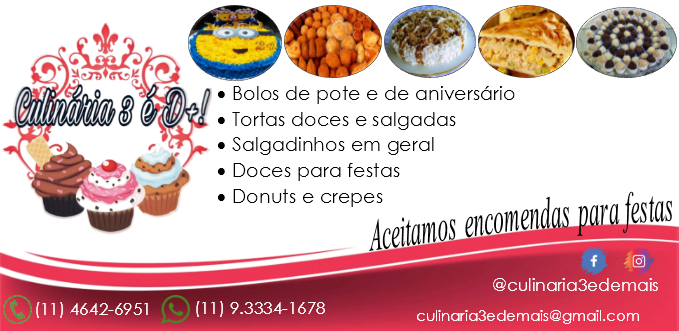 Culinária 3 é D+!
• Bolos de pote e de aniversário
• Tortas doces e salgadas
• Salgadinhos em geral
• Doces para festas
• Donuts e crepes
Aceitamos encomendas para festas
@culinaria3edemais
(11) 4642-6951 (11) 9.3334-1678
culinaria3edemais@gmail.com